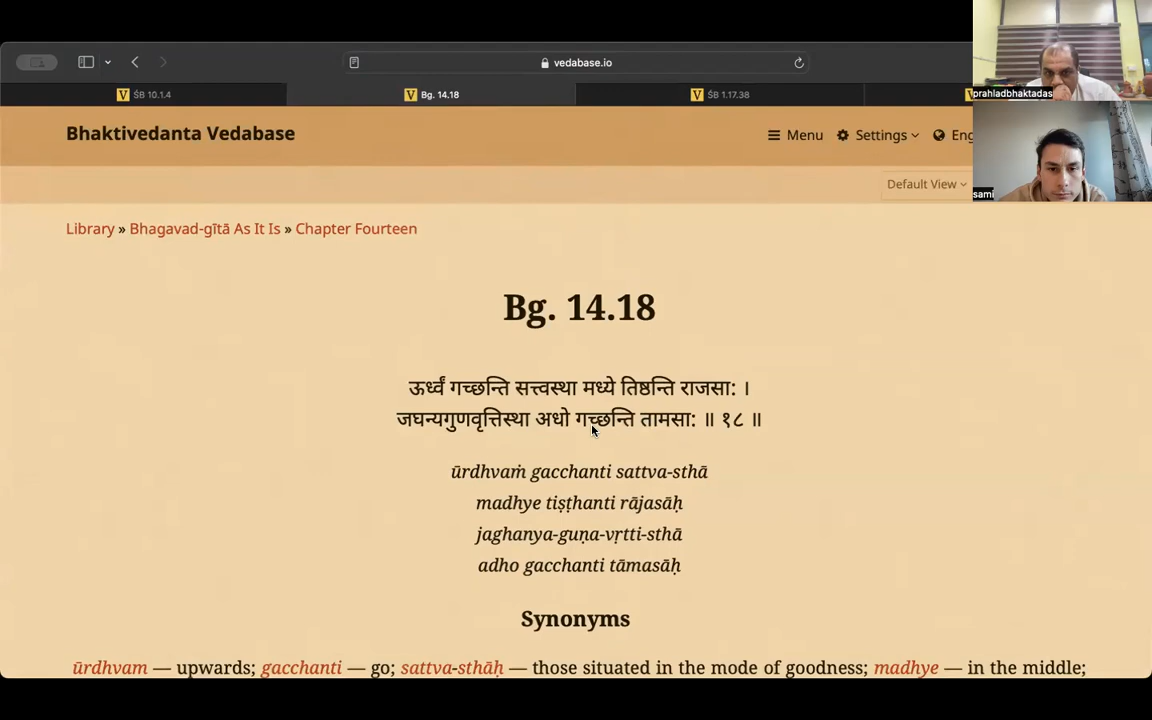 vedabase.io
ŚB 10.1.4
Bg. 14.18
ŚB 1.17.38
prahladbhaktadas
Bhaktivedanta Vedabase
Menu
Settings
Eng
Default View
sami
Library » Bhagavad-gītā As It Is » Chapter Fourteen
Bg. 14.18
ऊर्ध्वं गच्छन्ति सत्त्वस्था मध्ये तिष्ठन्ति राजसा: ।
जघन्यगुणवृत्तिस्था अधो गच्छन्ति तामसा: ॥ १८ ॥
ūrdhvaṁ gacchanti sattva-sthā
madhye tiṣṭhanti rājasāḥ
jaghanya-guṇa-vṛtti-sthā
adho gacchanti tāmasāḥ
Synonyms
ūrdhvam — upwards; gacchanti — go; sattva-sthāḥ — those situated in the mode of goodness; madhye — in the middle;